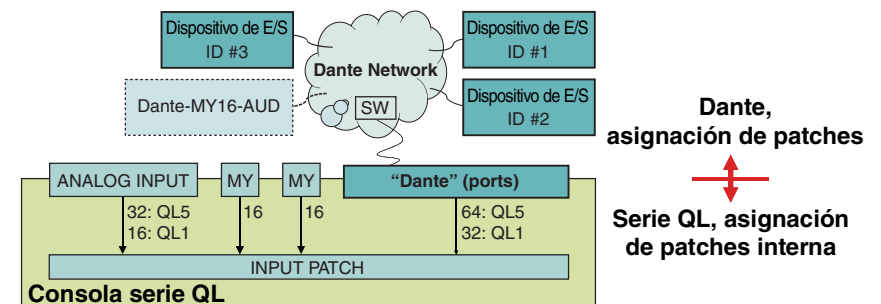 Dispositivo de E/S
ID #3
Dispositivo de E/S
ID #1
Dante Network
Dante-MY16-AUD
SW
Dispositivo de E/S
ID #2
Dante,
asignación de patches
ANALOG INPUT
MY
MY
“Dante” (ports)
32: QL5
16: QL1
16
16
64: QL5
32: QL1
Serie QL, asignación
de patches interna
INPUT PATCH
Consola serie QL